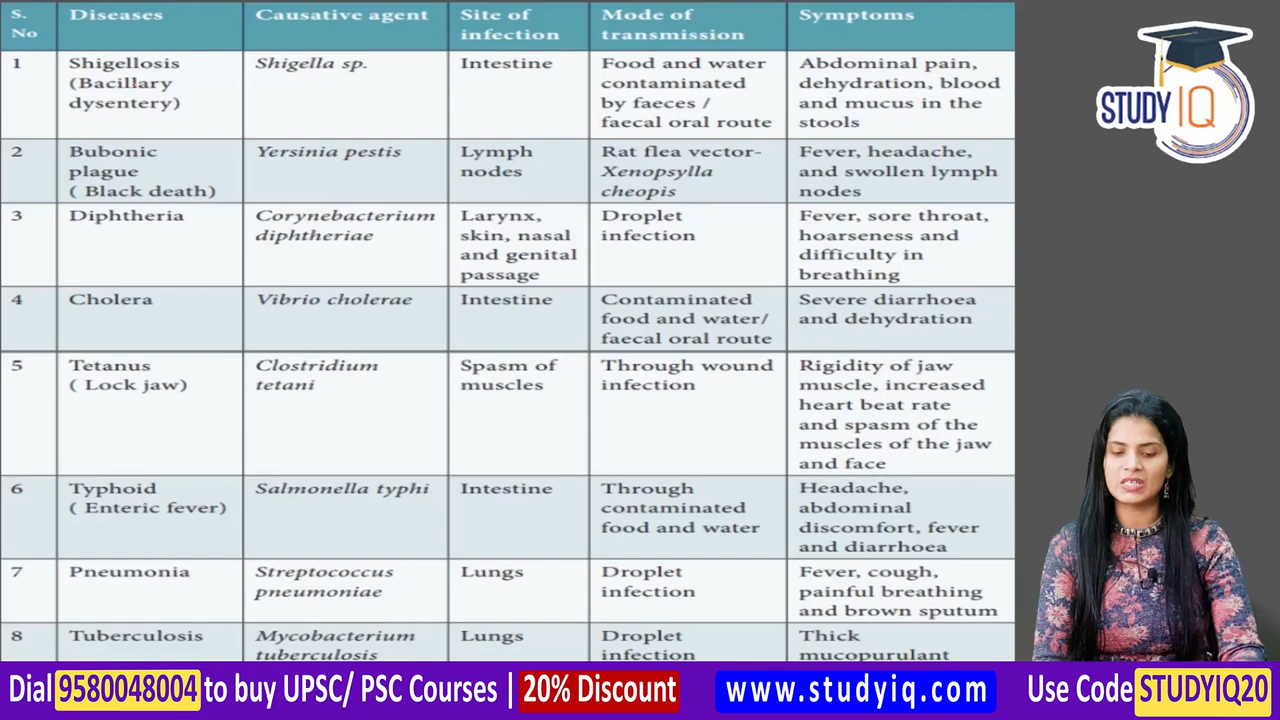 S. No
Diseases
Causative agent
Site of
infection
Mode of
transmission
Symptoms
1
Shigellosis
(Bacillary
dysentery)
Shigella sp.
Intestine
Food and water
contaminated
by faeces /
faecal oral route
Abdominal pain,
dehydration, blood
and mucus in the
stools
2
Bubonic
plague
( Black death)
Yersinia pestis
Lymph
nodes
Rat flea vector-
Xenopsylla
cheopis
Fever, headache,
and swollen lymph
nodes
3
Diphtheria
Corynebacterium
diphtheriae
Larynx,
skin, nasal
and genital
passage
Droplet
infection
Fever, sore throat,
hoarseness and
difficulty in
breathing
4
Cholera
Vibrio cholerae
Intestine
Contaminated
food and water/
faecal oral route
Severe diarrhoea
and dehydration
5
Tetanus
( Lock jaw)
Clostridium
tetani
Spasm of
muscles
Through wound
infection
Rigidity of jaw
muscle, increased
heart beat rate
and spasm of the
muscles of the jaw
and face
6
Typhoid
( Enteric fever)
Salmonella typhi
Intestine
Through
contaminated
food and water
Headache,
abdominal
discomfort, fever
and diarrhoea
7
Pneumonia
Streptococcus
pneumoniae
Lungs
Droplet
infection
Fever, cough,
painful breathing
and brown sputum
8
Tuberculosis
Mycobacterium
tuberculosis
Lungs
Droplet
infection
Thick
mucopurulant
STUDY IQ
Dial 9580048004 to buy UPSC/ PSC Courses | 20% Discount
www.studyiq.com
Use Code STUDYIQ20